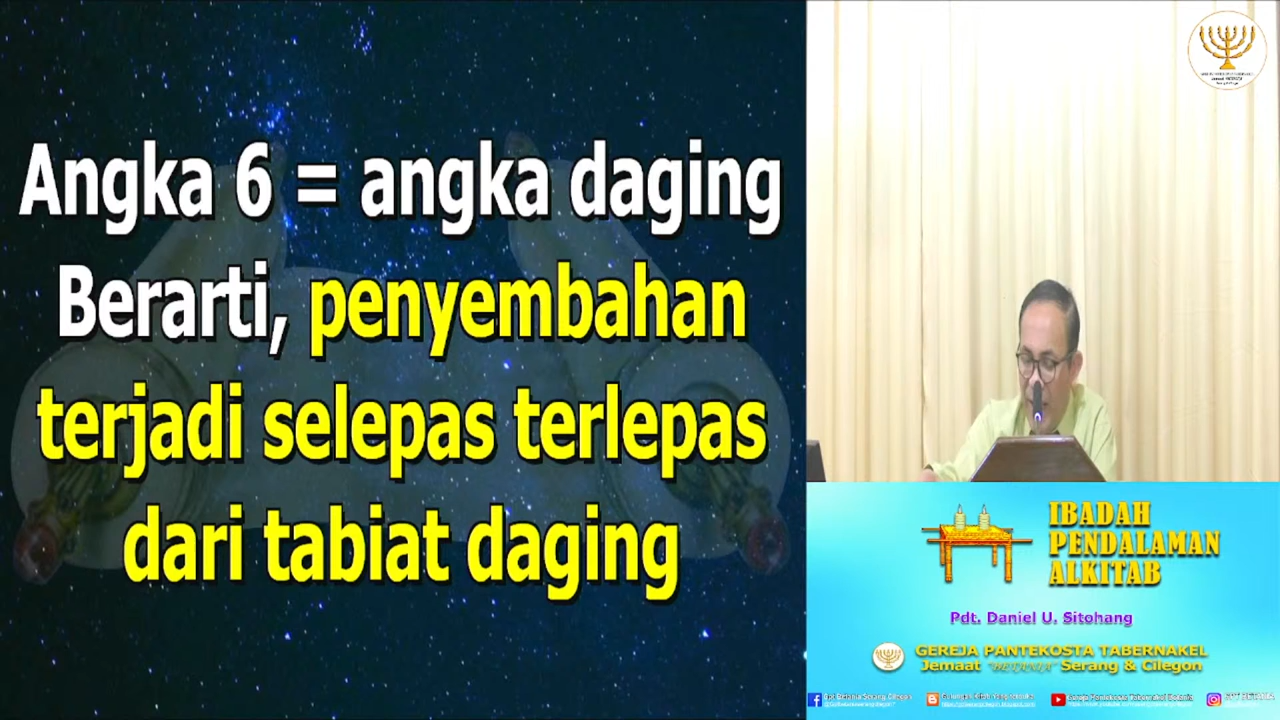 Angka 6 = angka daging
Berarti, penyembahan
terjadi selepas terlepas
dari tabiat daging
IBADAH
PENDALAMAN
ALKITAB
Pdt. Daniel U. Sitohang
GEREJA PANTEKOSTA TABERNAKEL
Jemaat "BETANIA" Serang & Cilegon